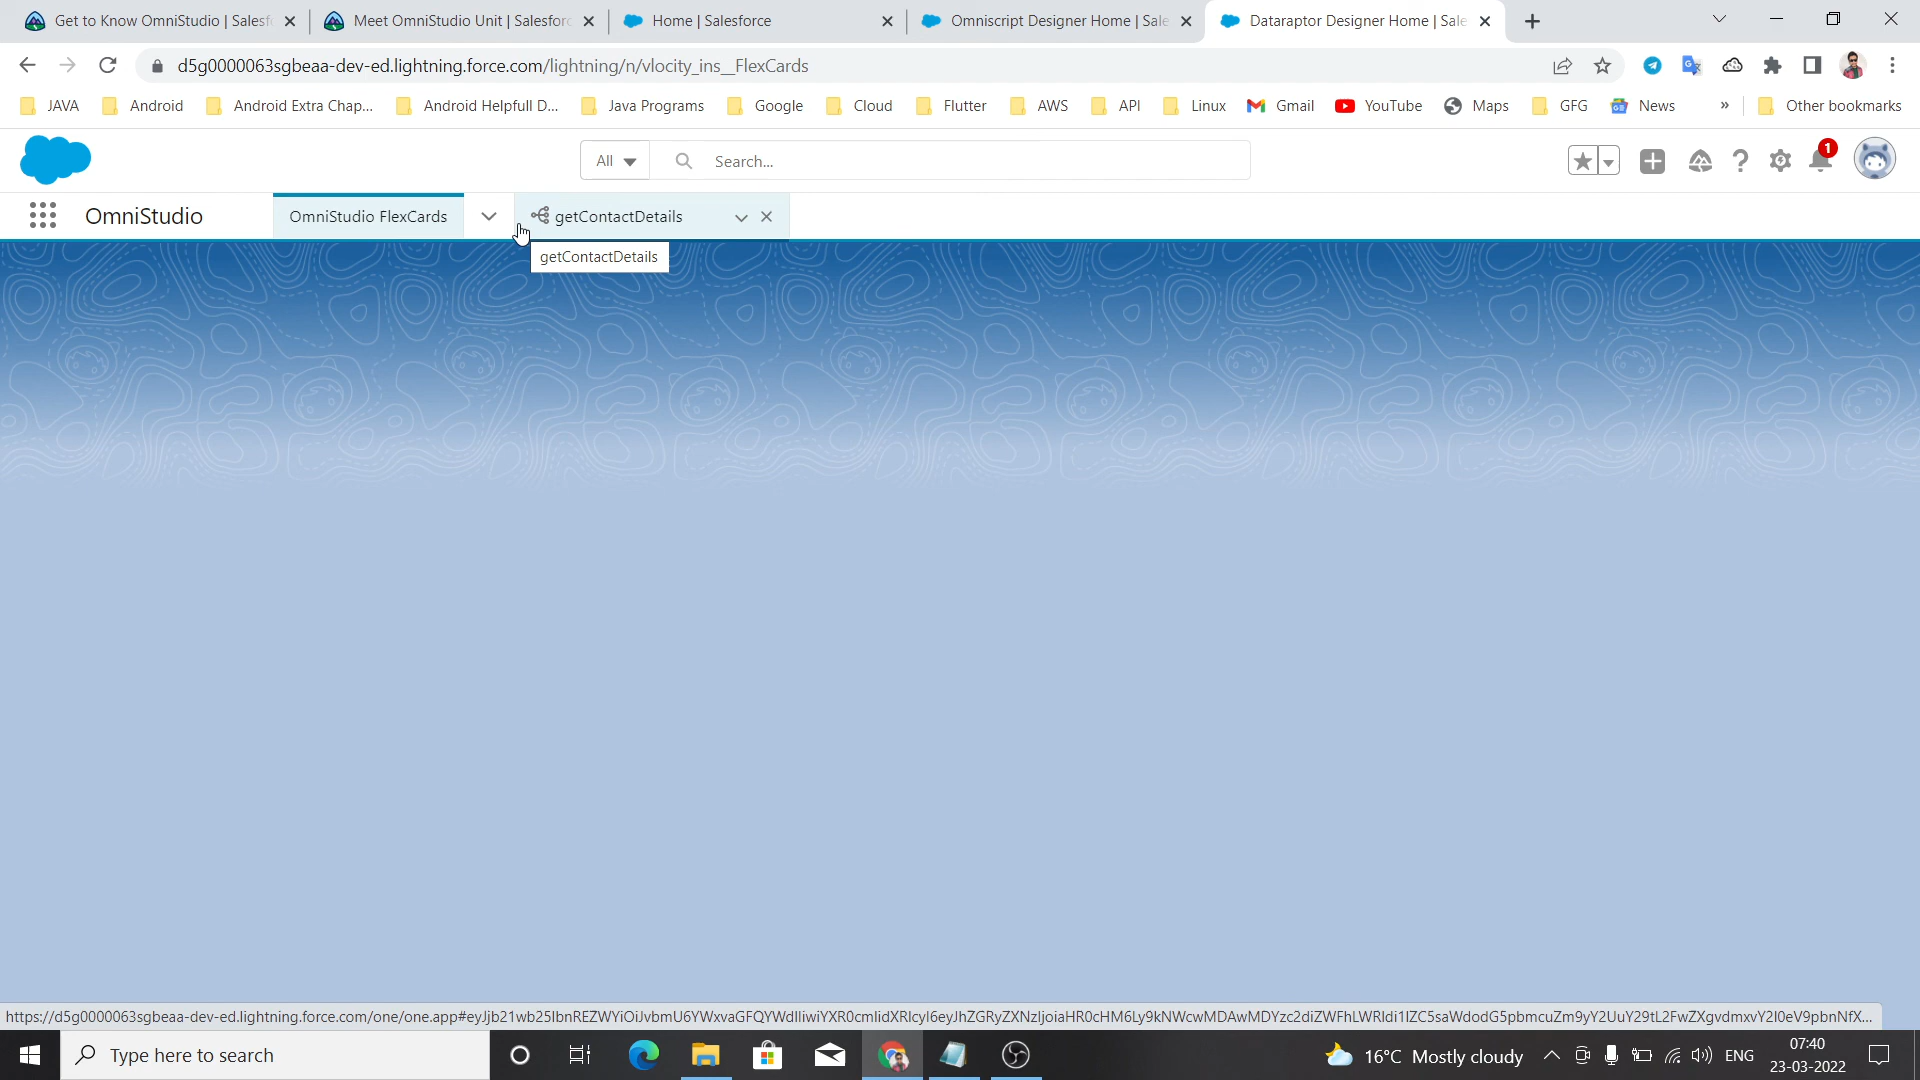 Get to Know OmniStudio | Salesf
Meet OmniStudio Unit | Salesforc
Home | Salesforce
Omniscript Designer Home | Sale
Dataraptor Designer Home | Sale
d5g0000063sgbeaa-dev-ed.lightning.force.com/lightning/n/vlocity_ins__FlexCards
JAVA Android Android Extra Chap... Android Helpfull D... Java Programs Google Cloud Flutter AWS API Linux Gmail YouTube Maps GFG News » Other bookmarks
All Search... 1
OmniStudio OmniStudio FlexCards getContactDetails
getContactDetails
Type here to search
16°C Mostly cloudy ENG 07:40
23-03-2022